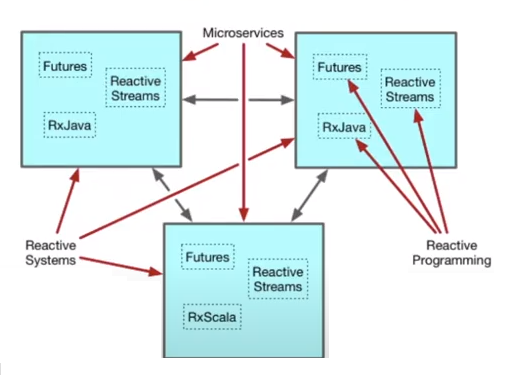 Microservices
Futures
Reactive
Streams
RxJava
Futures
Reactive
Streams
RxJava
Reactive
Systems
Reactive
Programming
Futures
Reactive
Streams
RxScala